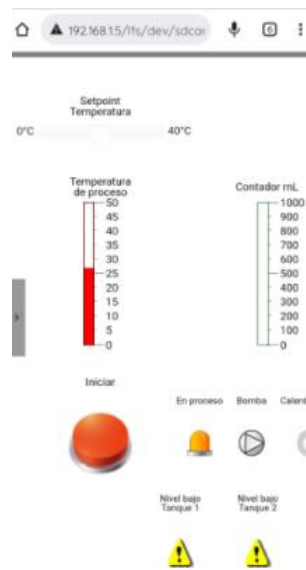 192.168.1.5/lfs/dev/sdcar
6
Setpoint
Temperatura
0°C
40°C
Temperatura
de proceso
50
45
40
35
30
25
20
15
10
5
0
Contador mL
1000
900
800
700
600
500
400
300
200
100
0
Iniciar
En proceso
Bomba
Calent
Nivel bajo
Tanque 1
Nivel bajo
Tanque 2